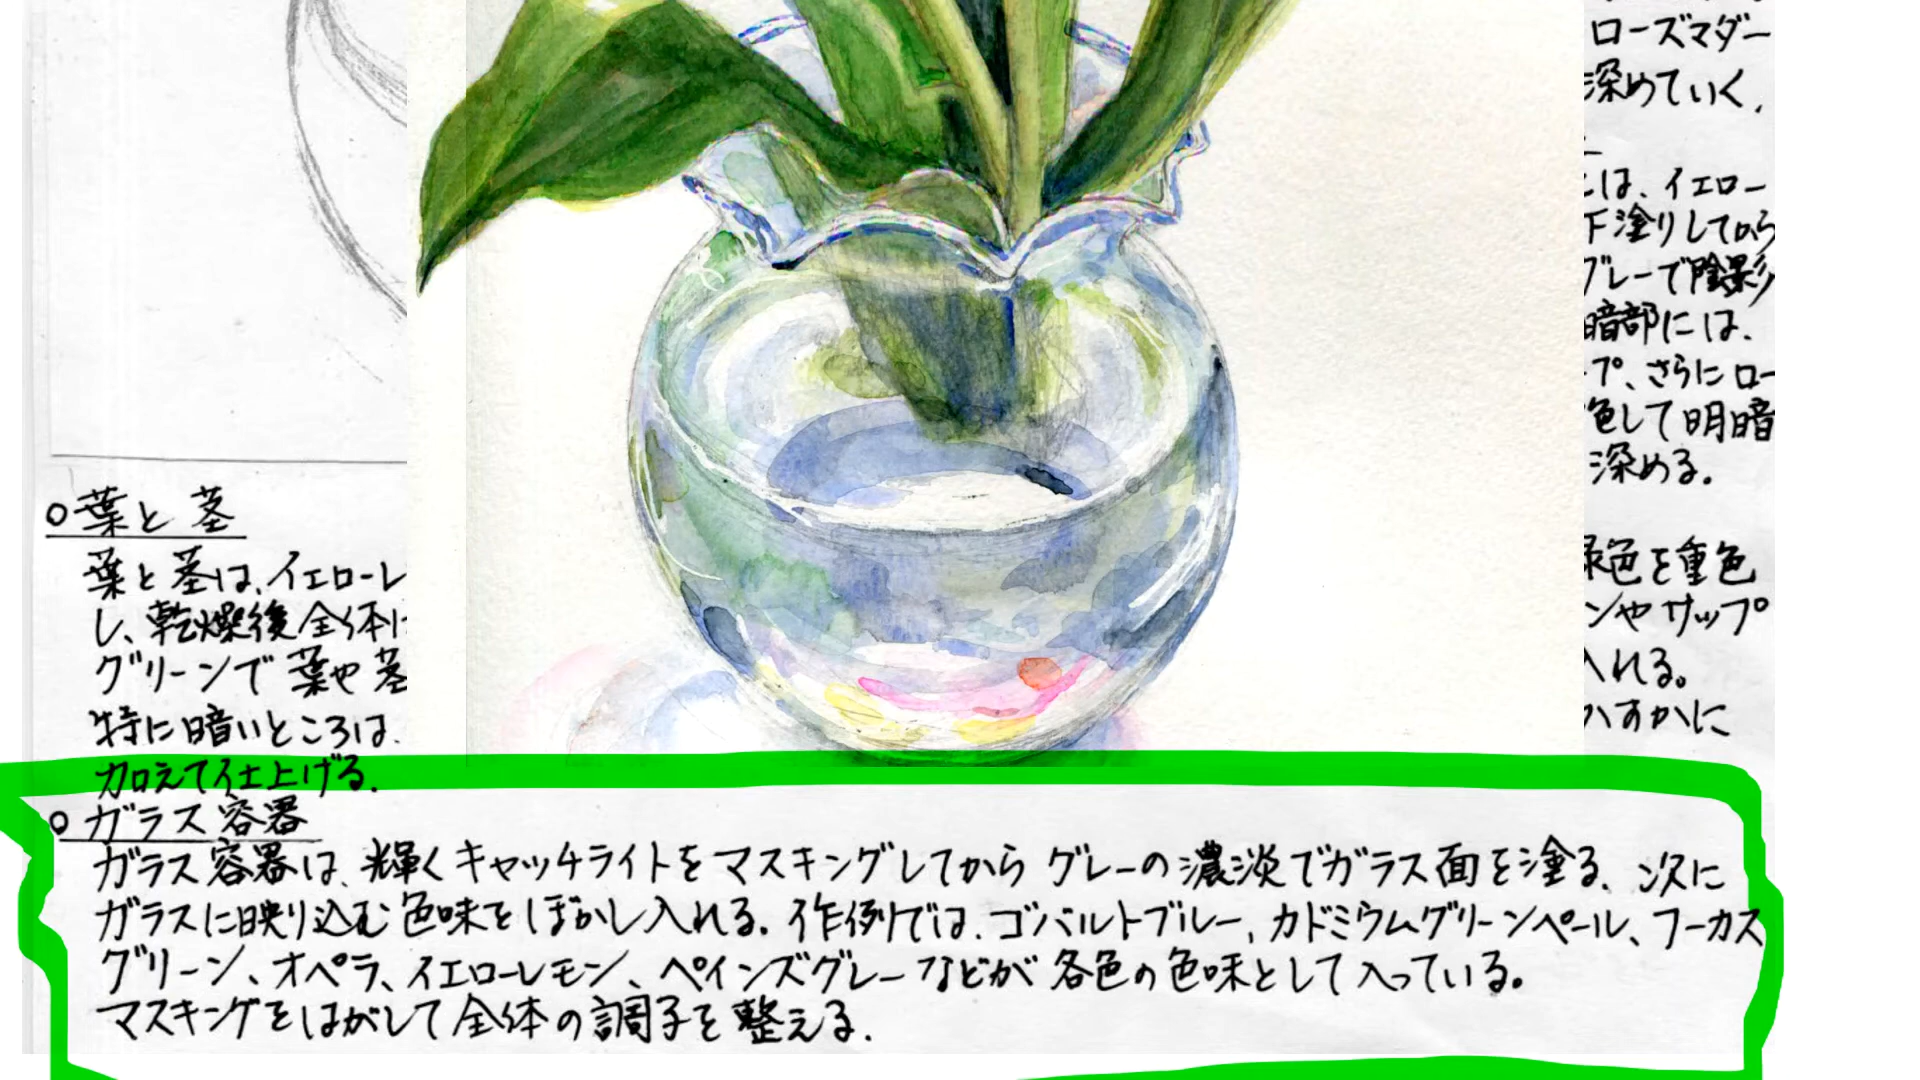 ローズマダー
深めていく.
は、イエロー
下塗りしてから
グレーで陰影
暗部には、
プ、さらにロー
色して明暗
深める。
色を重色
ンやサップ
入れる。
かすかに
○葉と茎
葉と茎は、イエローレ
し、乾燥後全体に
グリーンで葉や茎
特に暗いところは、
加えて仕上げる.
○ガラス容器
ガラス容器は、輝くキャッチライトをマスキングしてから グレーの濃淡でガラス面を塗る、次に
ガラスに映り込む色味をぼかし入れる。作例では、コバルトブルー、カドミウムグリーンペール、フーカス
グリーン、オペラ、イエローレモン、ペインズグレーなどが各色の色味として入っている。
マスキングをはがして全体の調子を整える.